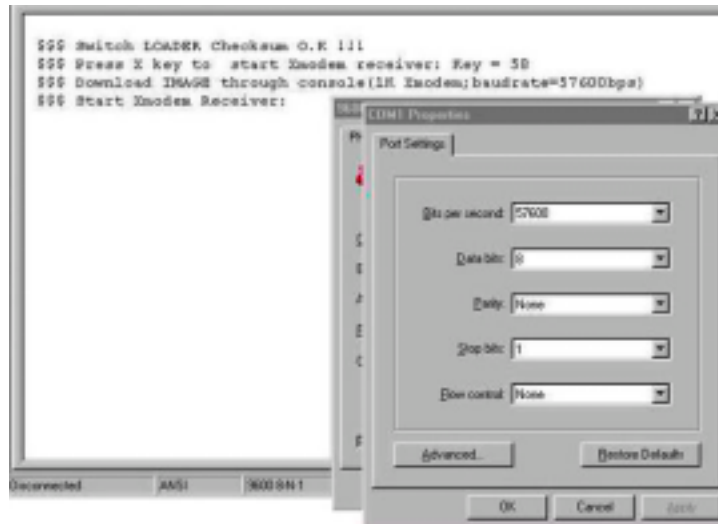 $$$ Switch LOADER Checksum O.K !!!
$$$ Press X key to start Xmodem receiver: Key = 58
$$$ Download IMAGE through console(1K Xmodem;baudrate=57600bps)
$$$ Start Xmodem Receiver:
COM1 Properties
Port Settings
Bits per second: 57600
Data bits: 8
Parity: None
Stop bits: 1
Flow control: None
Advanced...
Restore Defaults
OK
Cancel
Apply
Disconnected
ANSI
9600 8-N-1